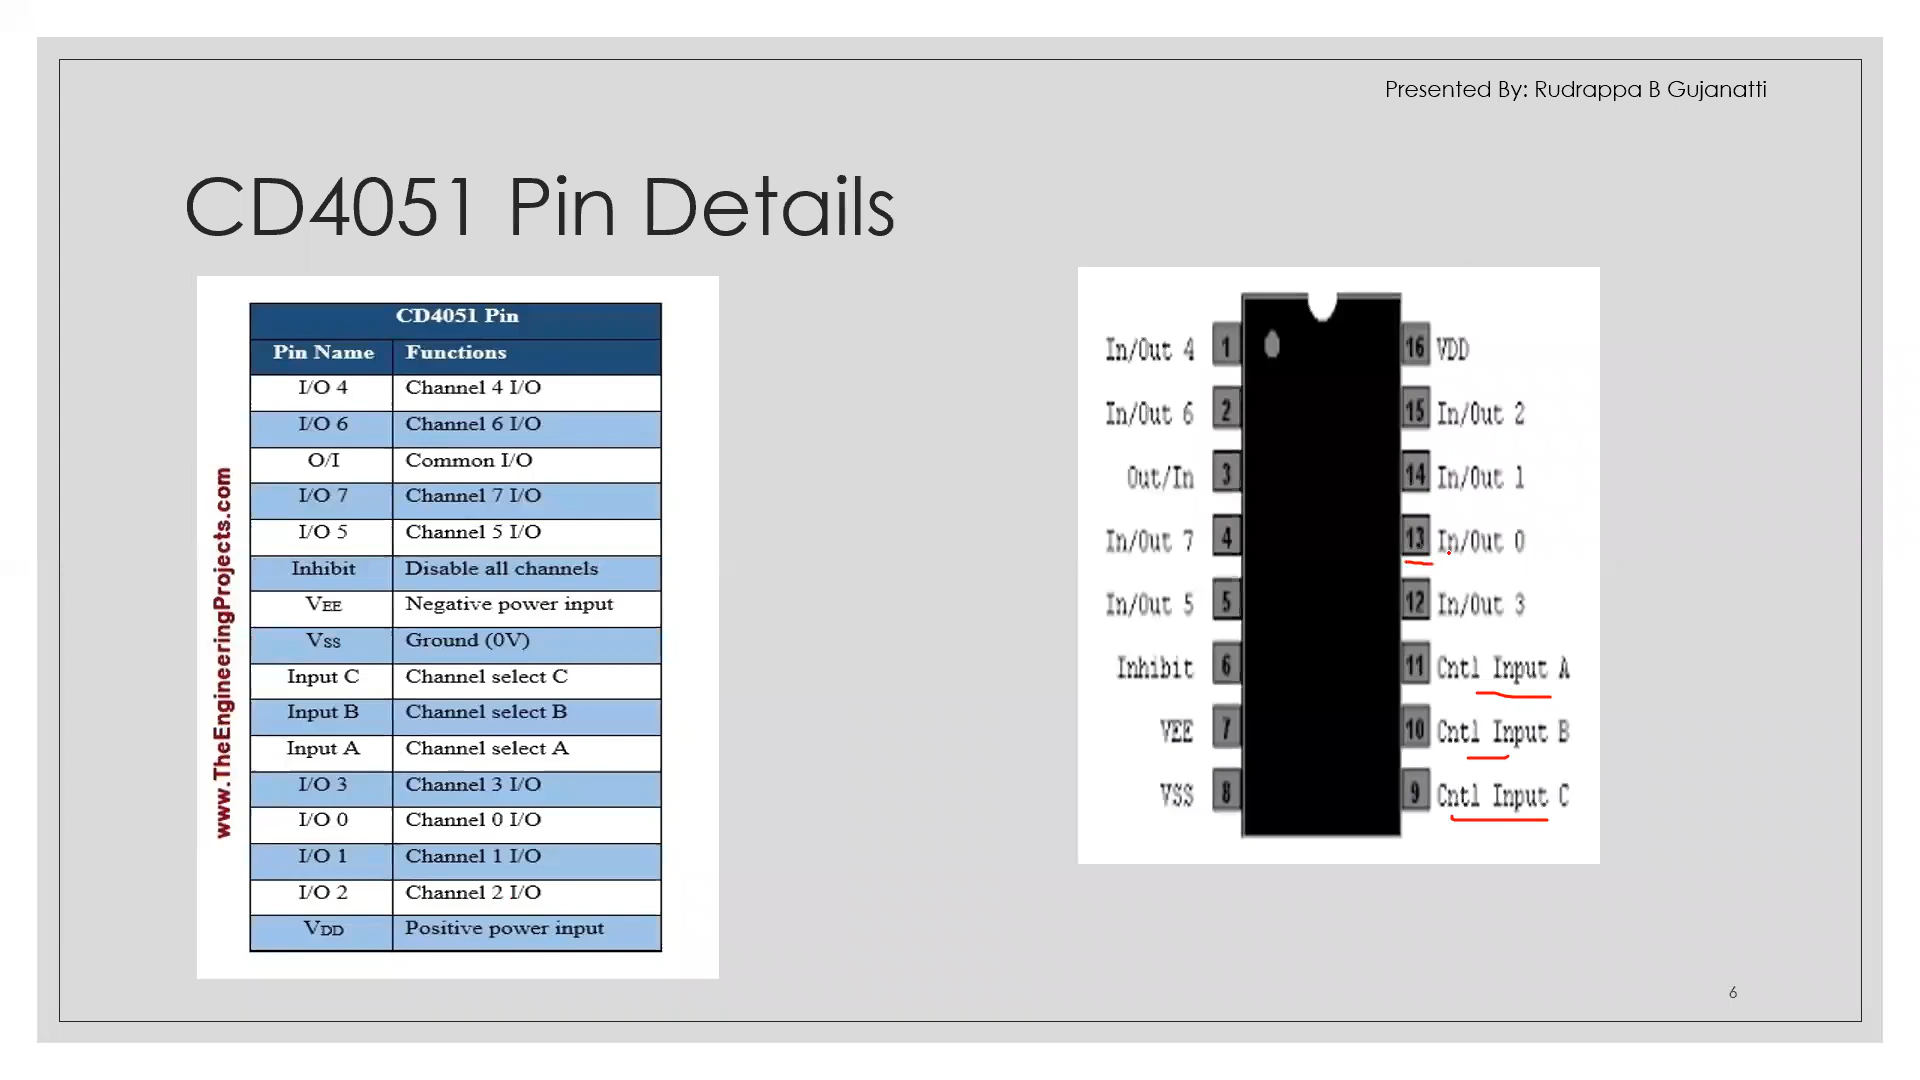 Presented By: Rudrappa B Gujanatti
CD4051 Pin Details
www.TheEngineeringProjects.com
CD4051 Pin
Pin Name Functions
I/O 4 Channel 4 I/O
I/O 6 Channel 6 I/O
O/I Common I/O
I/O 7 Channel 7 I/O
I/O 5 Channel 5 I/O
Inhibit Disable all channels
VEE Negative power input
Vss Ground (0V)
Input C Channel select C
Input B Channel select B
Input A Channel select A
I/O 3 Channel 3 I/O
I/O 0 Channel 0 I/O
I/O 1 Channel 1 I/O
I/O 2 Channel 2 I/O
VDD Positive power input
In/Out 4 1 16 VDD
In/Out 6 2 15 In/Out 2
Out/In 3 14 In/Out 1
In/Out 7 4 13 In/Out 0
In/Out 5 5 12 In/Out 3
Inhibit 6 11 Cntl Input A
VEE 7 10 Cntl Input B
VSS 8 9 Cntl Input C
6